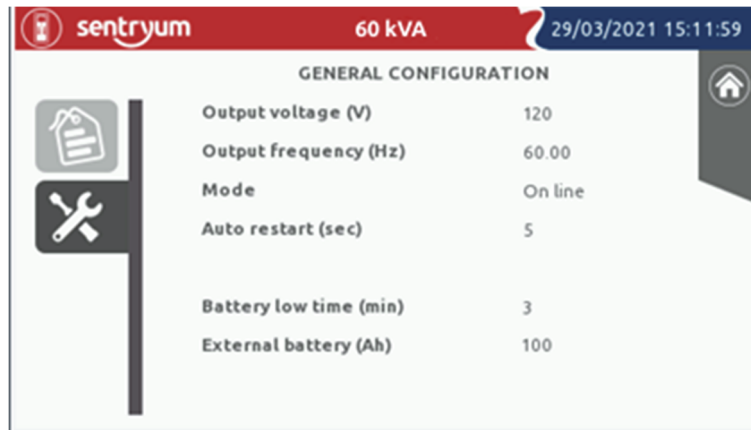 sentryum 60 kVA 29/03/2021 15:11:59
GENERAL CONFIGURATION
Output voltage (V) 120
Output frequency (Hz) 60.00
Mode On line
Auto restart (sec) 5
Battery low time (min) 3
External battery (Ah) 100